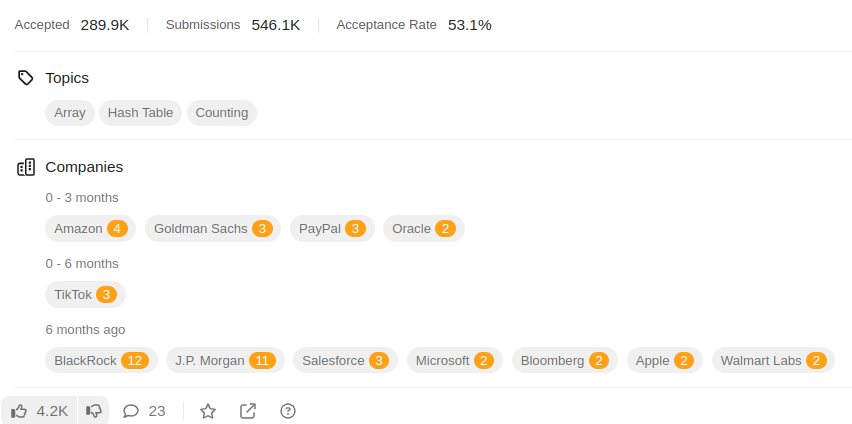 Accepted 289.9K Submissions 546.1K Acceptance Rate 53.1%
Topics
Array Hash Table Counting
Companies
0 - 3 months
Amazon 4 Goldman Sachs 3 PayPal 3 Oracle 2
0 - 6 months
TikTok 3
6 months ago
BlackRock 12 J.P. Morgan 11 Salesforce 3 Microsoft 2 Bloomberg 2 Apple 2 Walmart Labs 2
4.2K 23